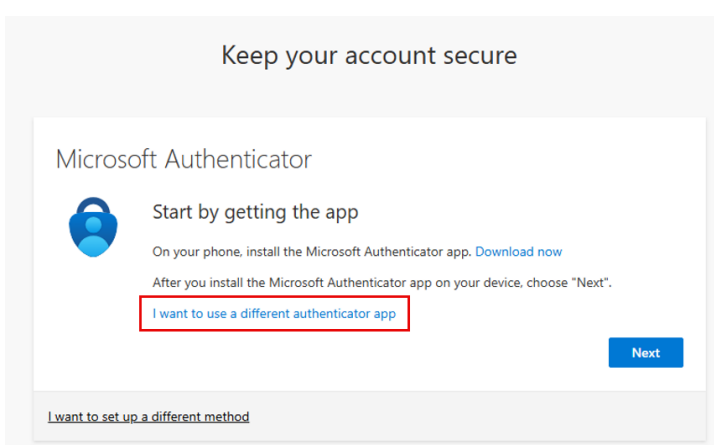 Keep your account secure
Microsoft Authenticator
Start by getting the app
On your phone, install the Microsoft Authenticator app. Download now
After you install the Microsoft Authenticator app on your device, choose "Next".
I want to use a different authenticator app
Next
I want to set up a different method